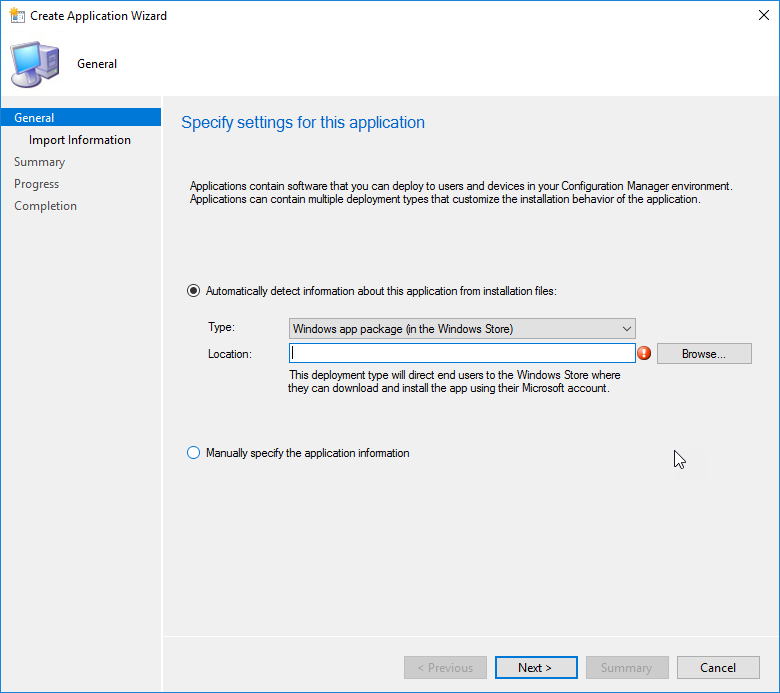 Create Application Wizard
General
General
Import Information
Summary
Progress
Completion
Specify settings for this application
Applications contain software that you can deploy to users and devices in your Configuration Manager environment.
Applications can contain multiple deployment types that customize the installation behavior of the application.
Automatically detect information about this application from installation files:
Type:
Windows app package (in the Windows Store)
Location:
Browse...
This deployment type will direct end users to the Windows Store where
they can download and install the app using their Microsoft account.
Manually specify the application information
< Previous
Next >
Summary
Cancel